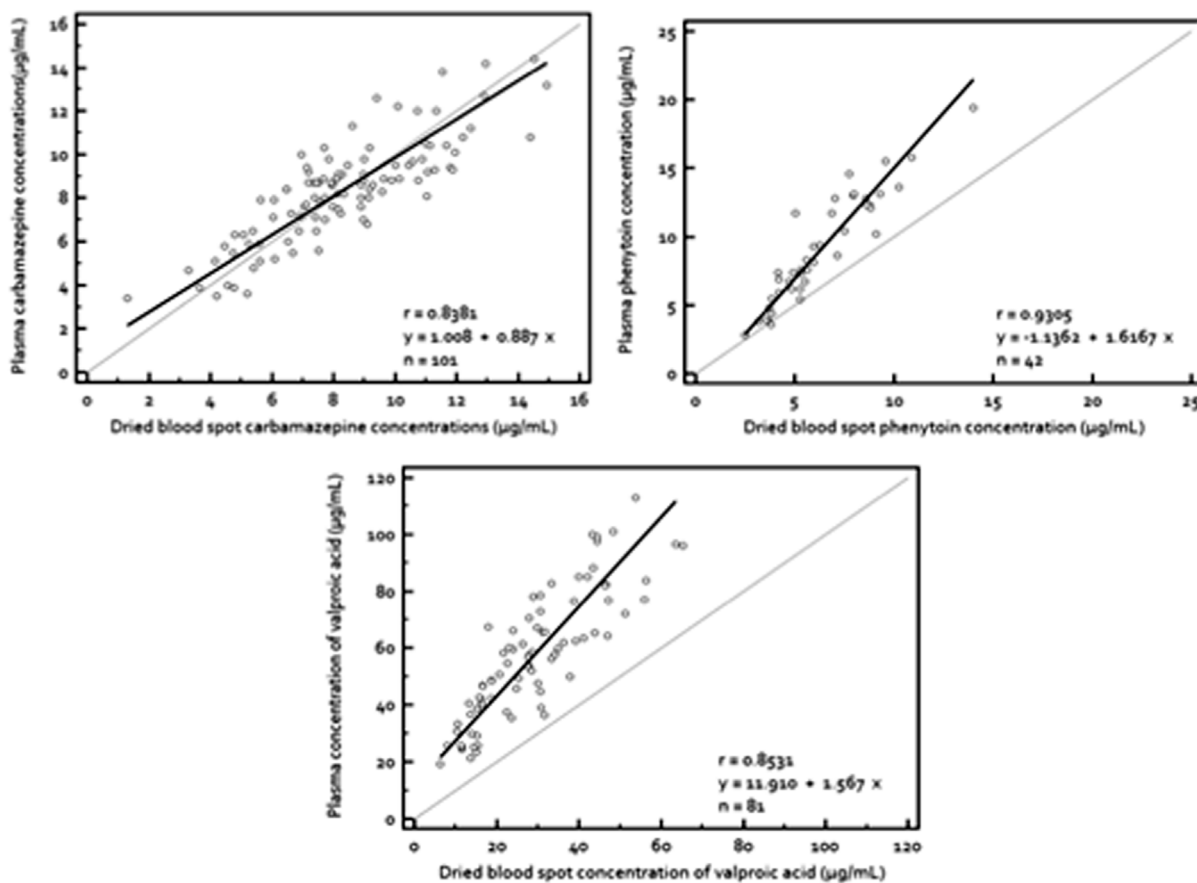 Plasma carbamazepine concentrations(µg/mL)
16
14
12
10
8
6
4
2
0
r = 0.8381
y = 1.008 + 0.887 x
n = 101
0 2 4 6 8 10 12 14 16
Dried blood spot carbamazepine concentrations (µg/mL)
Plasma phenytoin concentration (µg/mL)
25
20
15
10
5
0
r = 0.9305
y = -1.1362 + 1.6167 x
n = 42
0 5 10 15 20 25
Dried blood spot phenytoin concentration (µg/mL)
Plasma concentration of valproic acid (µg/mL)
120
100
80
60
40
20
0
r = 0.8531
y = 11.910 + 1.567 x
n = 81
0 20 40 60 80 100 120
Dried blood spot concentration of valproic acid (µg/mL)